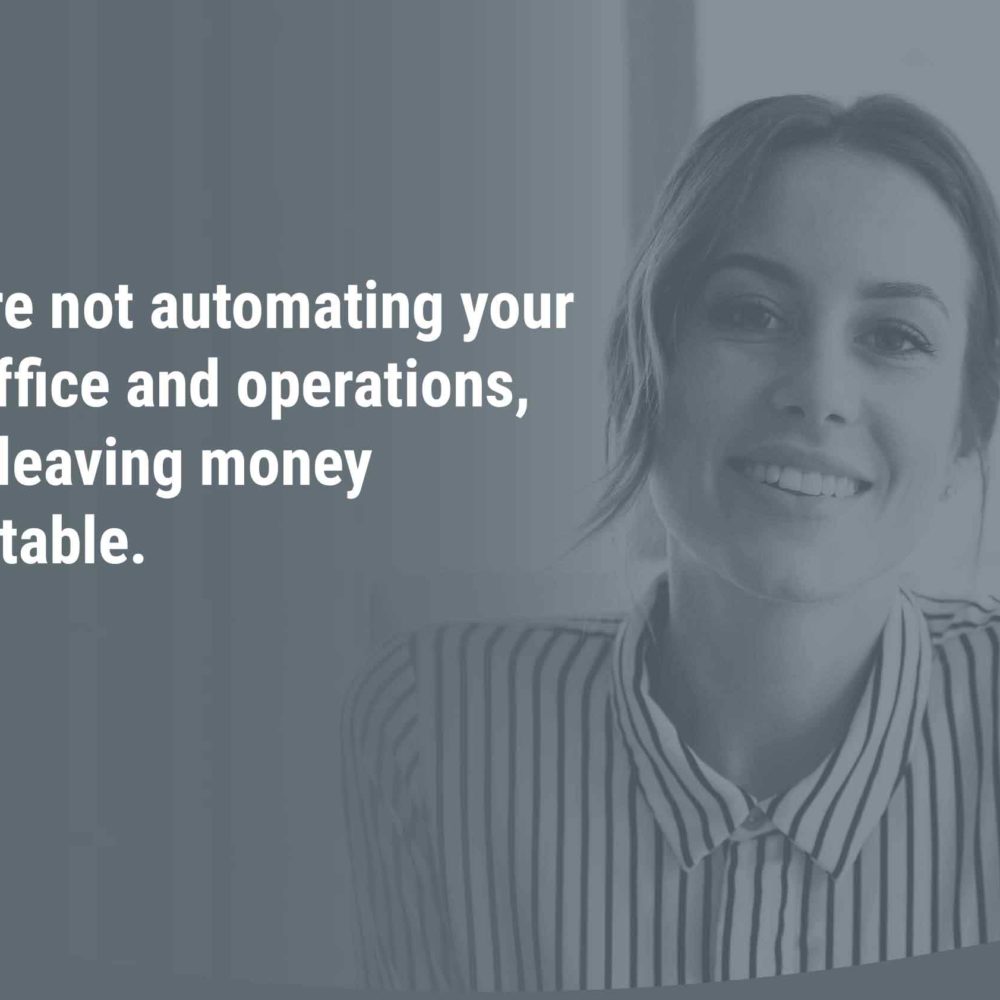 re not automating your
ffice and operations,
leaving money
table.